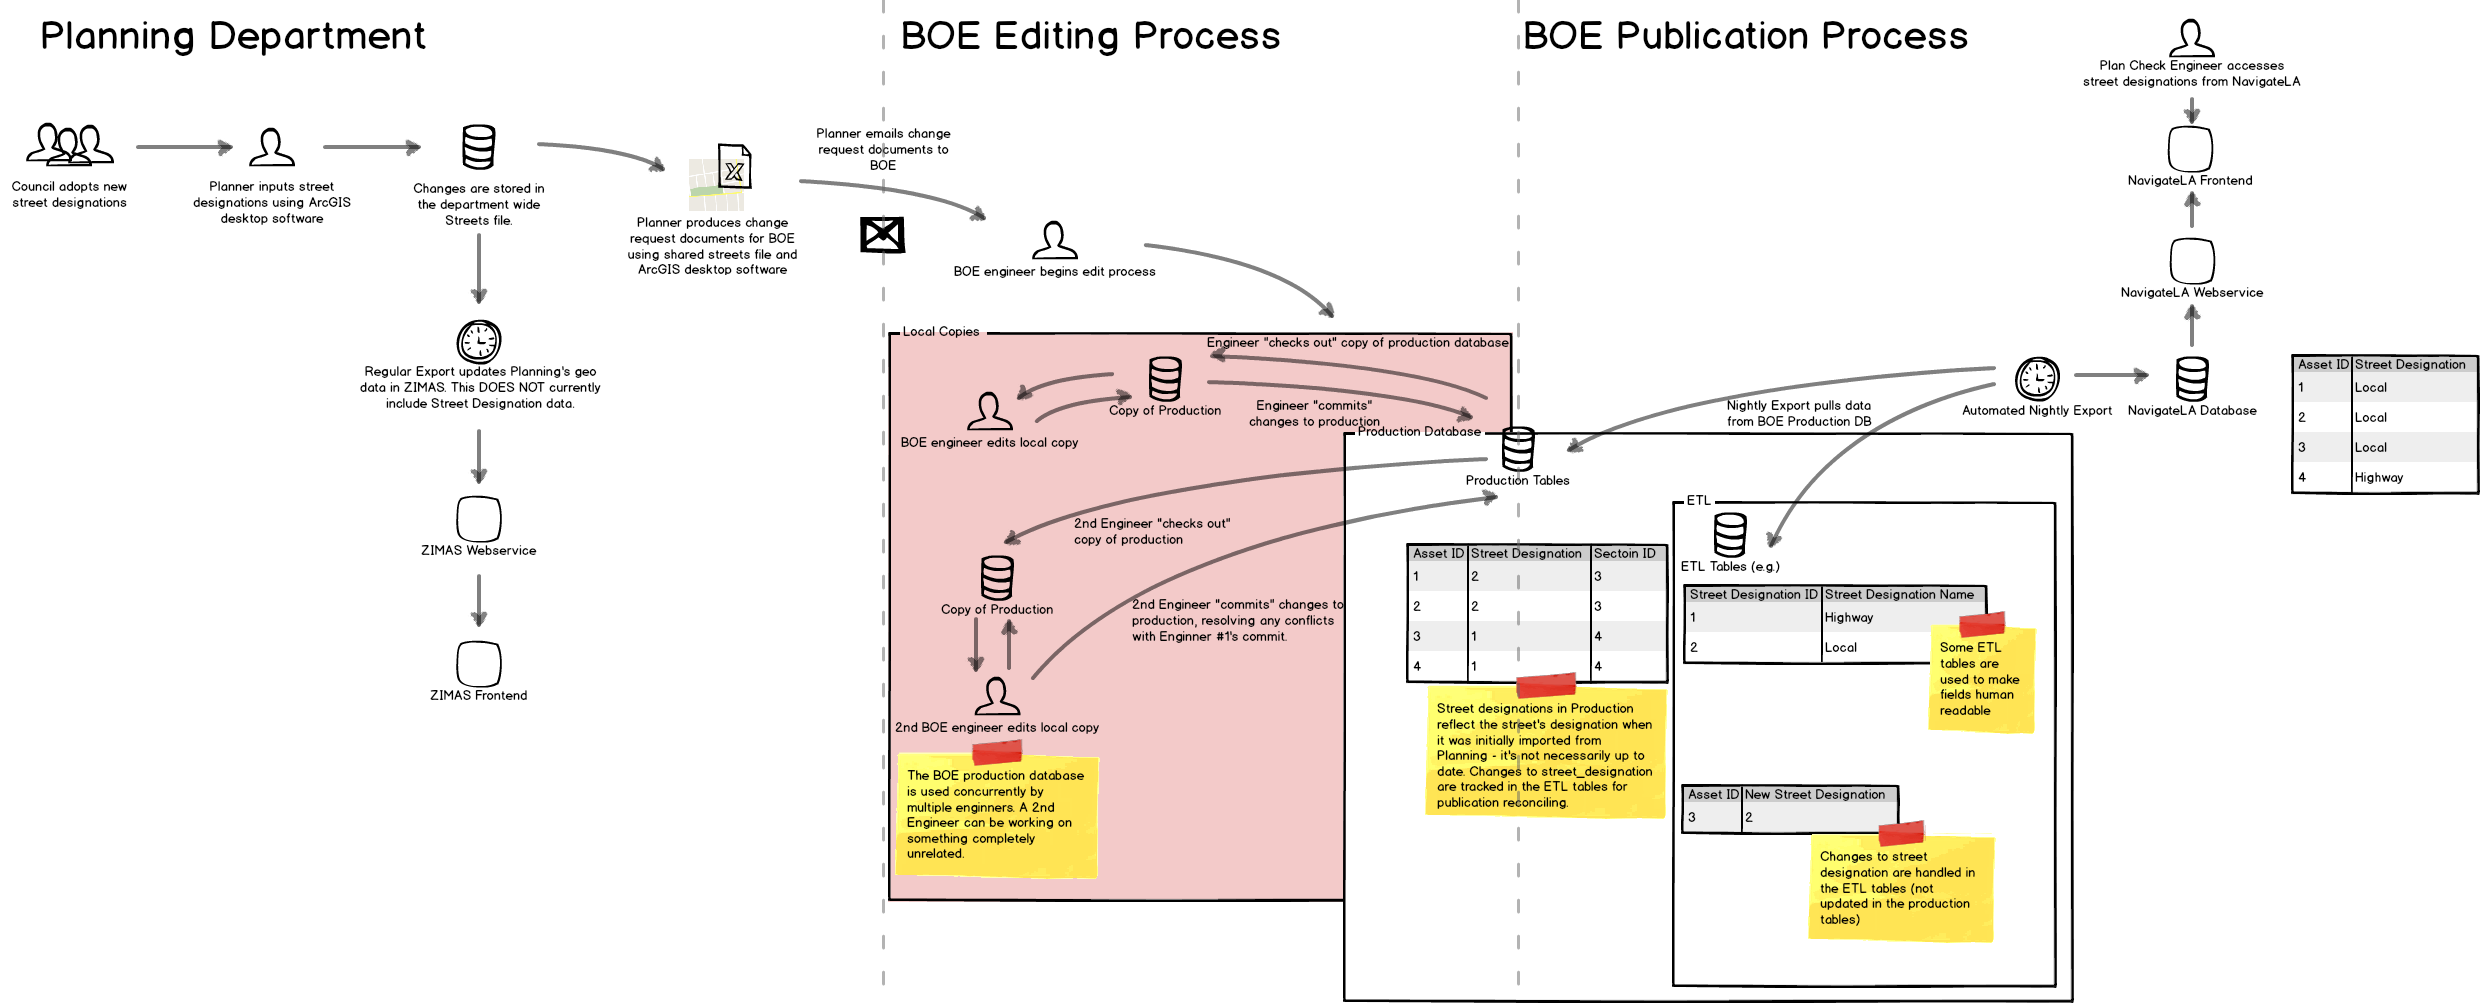 Planning Department
BOE Editing Process
BOE Publication Process
Council adopts new
street designations
Planner inputs street
designations using ArcGIS
desktop software
Changes are stored in
the department wide
Streets file.
Regular Export updates Planning's geo
data in ZIMAS. This DOES NOT currently
include Street Designation data.
ZIMAS Webservice
ZIMAS Frontend
X
Planner produces change
request documents for BOE
using shared streets file and
ArcGIS desktop software
Planner emails change
request documents to
BOE
BOE engineer begins edit process
Local Copies
Engineer "checks out" copy of production database
Copy of Production
Engineer "commits"
changes to production
BOE engineer edits local copy
2nd Engineer "checks out"
copy of production
Copy of Production
2nd Engineer "commits" changes to
production, resolving any conflicts
with Enginner #1's commit.
2nd BOE engineer edits local copy
The BOE production database
is used concurrently by
multiple enginners. A 2nd
Engineer can be working on
something completely
unrelated.
Production Database
Production Tables
Asset ID Street Designation Sectoin ID
1 2 3
2 2 3
3 1 4
4 1 4
Street designations in Production
reflect the street's designation when
it was initially imported from
Planning - it's not necessarily up to
date. Changes to street_designation
are tracked in the ETL tables for
publication reconciling.
ETL
ETL Tables (e.g.)
Street Designation ID Street Designation Name
1 Highway
2 Local
Some ETL
tables are
used to make
fields human
readable
Asset ID New Street Designation
3 2
Changes to street
designation are handled in
the ETL tables (not
updated in the production
tables)
Nightly Export pulls data
from BOE Production DB
Automated Nightly Export
Plan Check Engineer accesses
street designations from NavigateLA
NavigateLA Frontend
NavigateLA Webservice
NavigateLA Database
Asset ID Street Designation
1 Local
2 Local
3 Local
4 Highway